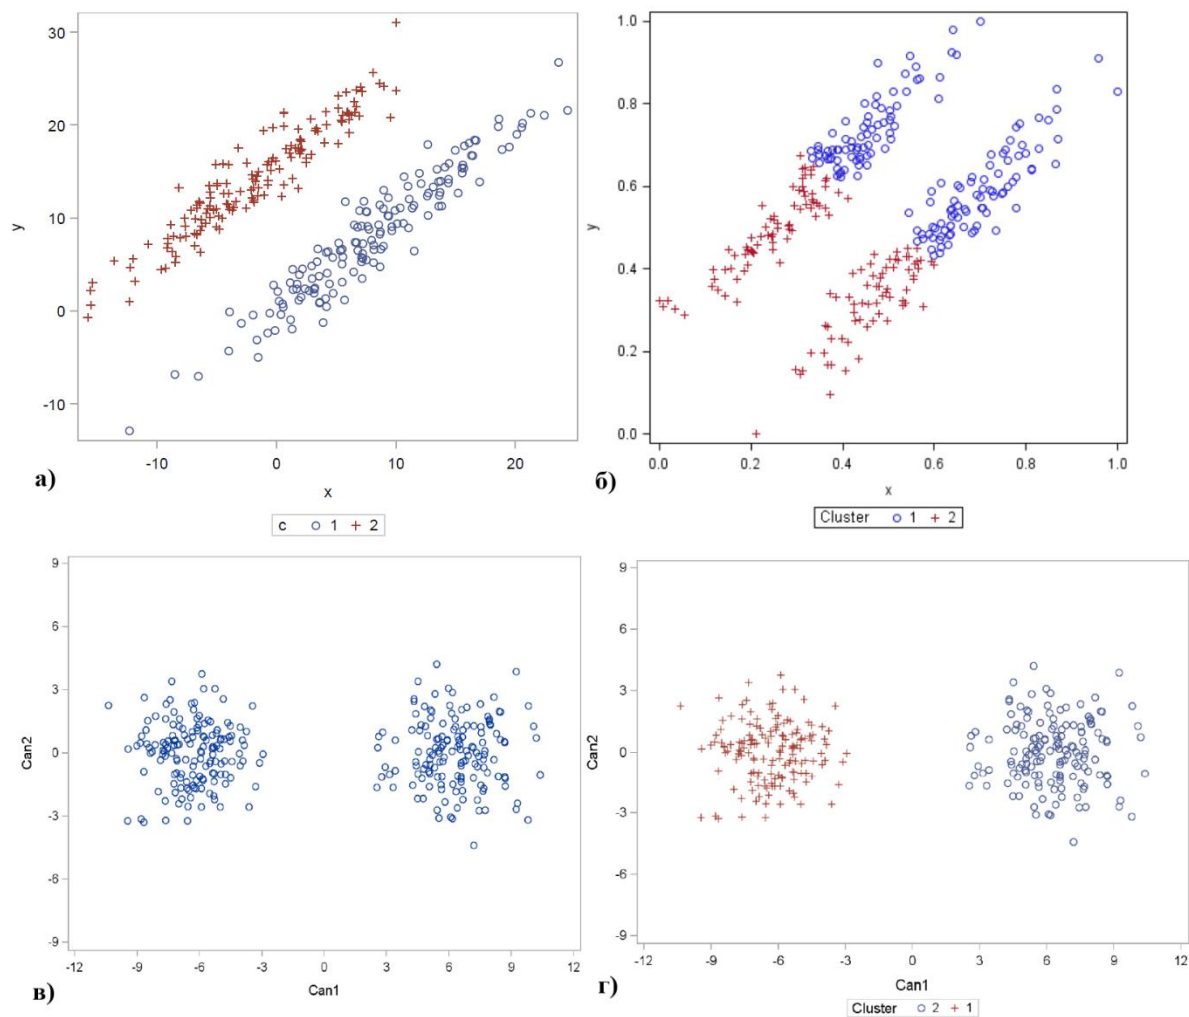 30
20
y
10
0
-10
-10 0 10 20
а)
x
c 1 2
1.0
0.8
0.6
y
0.4
0.2
0.0
0.0 0.2 0.4 0.6 0.8 1.0
б)
x
Cluster 1 2
9
6
3
Can2
0
-3
-6
-9
-12 -9 -6 -3 0 3 6 9 12
в)
Can1
9
6
3
Can2
0
-3
-6
-9
-12 -9 -6 -3 0 3 6 9 12
г)
Can1
Cluster 2 1